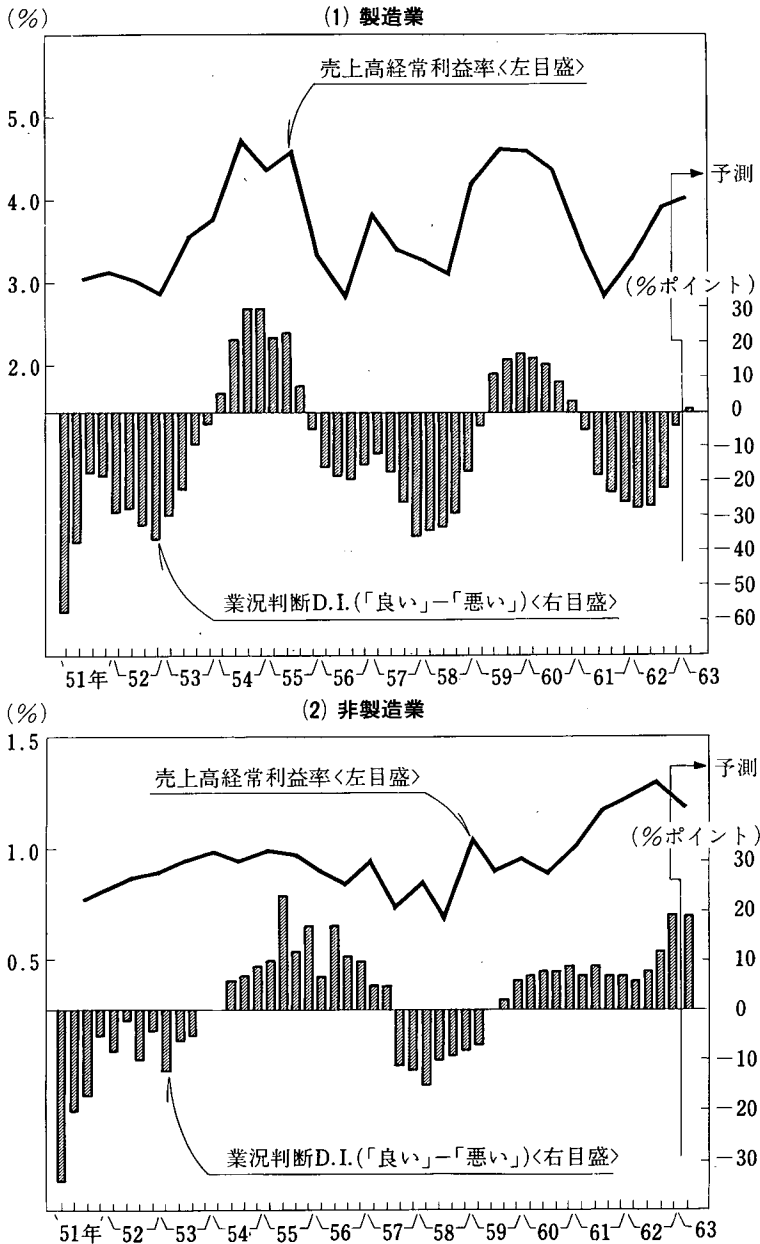 (1) 製造業
(%)
売上高経常利益率<左目盛>
5.0
4.0
3.0
2.0
予測
(%ポイント)
30
20
10
0
−10
−20
−30
−40
−50
−60
業況判断D.I.(「良い」−「悪い」)<右目盛>
51年 52 53 54 55 56 57 58 59 60 61 62 63
(2) 非製造業
(%)
1.5
1.0
0.5
売上高経常利益率<左目盛>
予測
(%ポイント)
30
20
10
0
−10
−20
−30
業況判断D.I.(「良い」−「悪い」)<右目盛>
51年 52 53 54 55 56 57 58 59 60 61 62 63